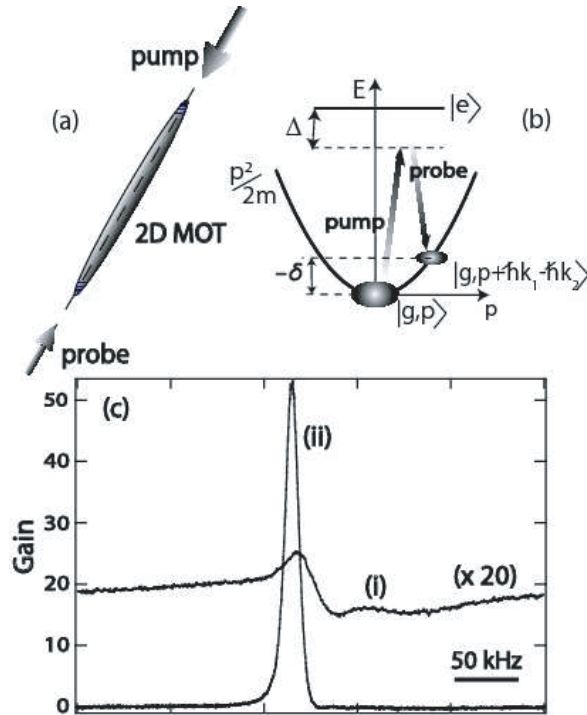 pump
(a)
2D MOT
probe
E
|e⟩
(b)
Δ
p²/2m
probe
pump
-δ
|g,p+ħk₁-ħk₂⟩
|g,p⟩
p
(c)
50
40
30
20
10
0
Gain
(ii)
(i)
(x 20)
50 kHz